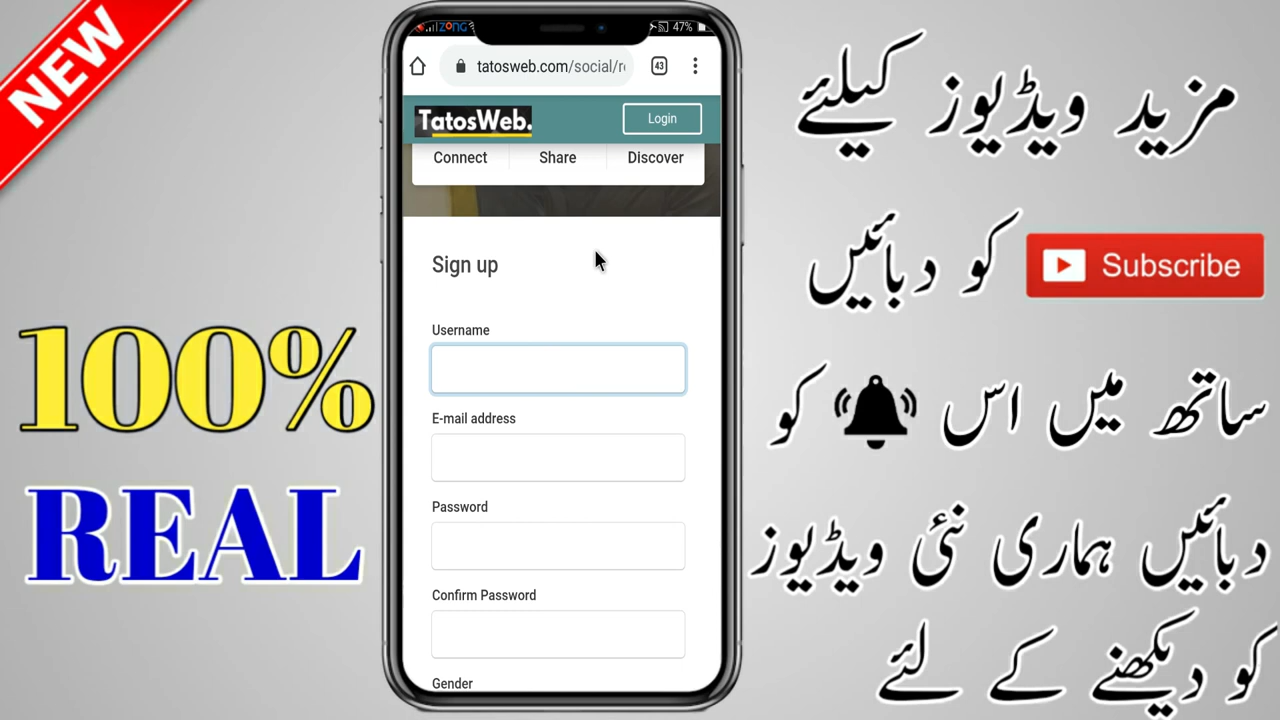 NEW
100%
REAL
ZONG
47%
tatosweb.com/social/r
43
TatosWeb.
Login
Connect
Share
Discover
Sign up
Username
E-mail address
Password
Confirm Password
Gender
مزید ویڈیوز کیلئے
Subscribe کو دبائیں
ساتھ میں اس کو
دبائیں ہماری نئی ویڈیوز
کو دیکھنے کے لئے